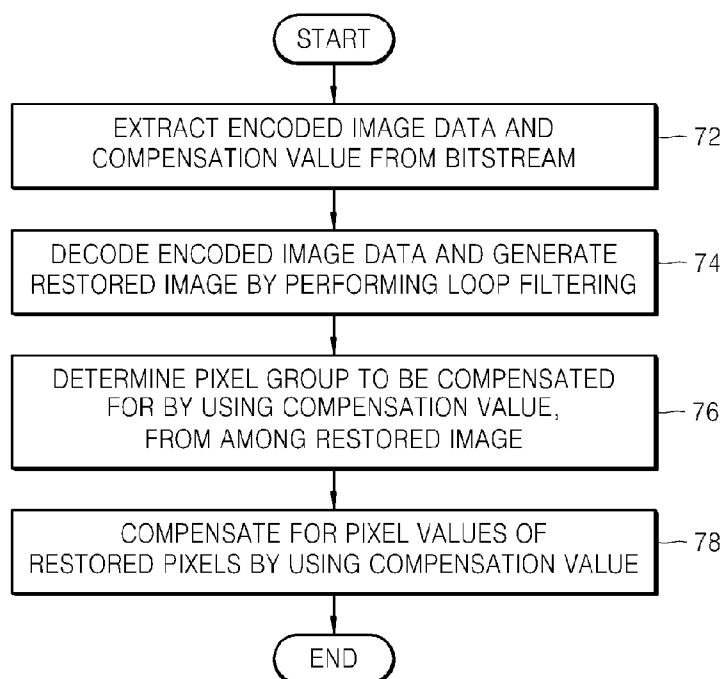 START
EXTRACT ENCODED IMAGE DATA AND
COMPENSATION VALUE FROM BITSTREAM
72
DECODE ENCODED IMAGE DATA AND GENERATE
RESTORED IMAGE BY PERFORMING LOOP FILTERING
74
DETERMINE PIXEL GROUP TO BE COMPENSATED
FOR BY USING COMPENSATION VALUE,
FROM AMONG RESTORED IMAGE
76
COMPENSATE FOR PIXEL VALUES OF
RESTORED PIXELS BY USING COMPENSATION VALUE
78
END